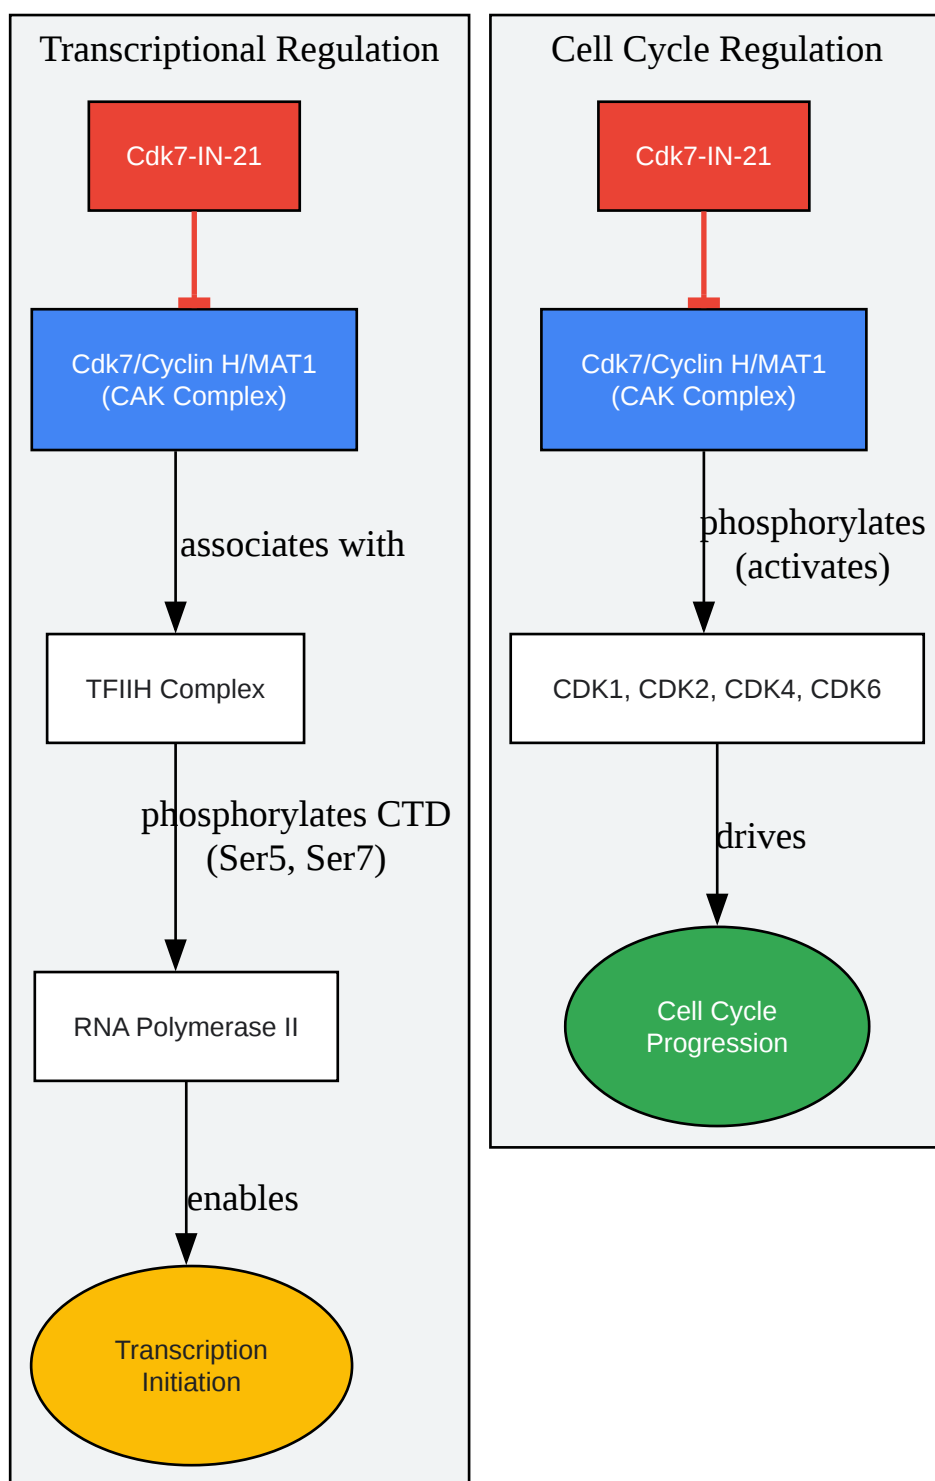 Transcriptional Regulation
Cdk7-IN-21
Cdk7/Cyclin H/MAT1
(CAK Complex)
associates with
TFIIH Complex
phosphorylates CTD
(Ser5, Ser7)
RNA Polymerase II
enables
Transcription
Initiation
Cell Cycle Regulation
Cdk7-IN-21
Cdk7/Cyclin H/MAT1
(CAK Complex)
phosphorylates
(activates)
CDK1, CDK2, CDK4, CDK6
drives
Cell Cycle
Progression